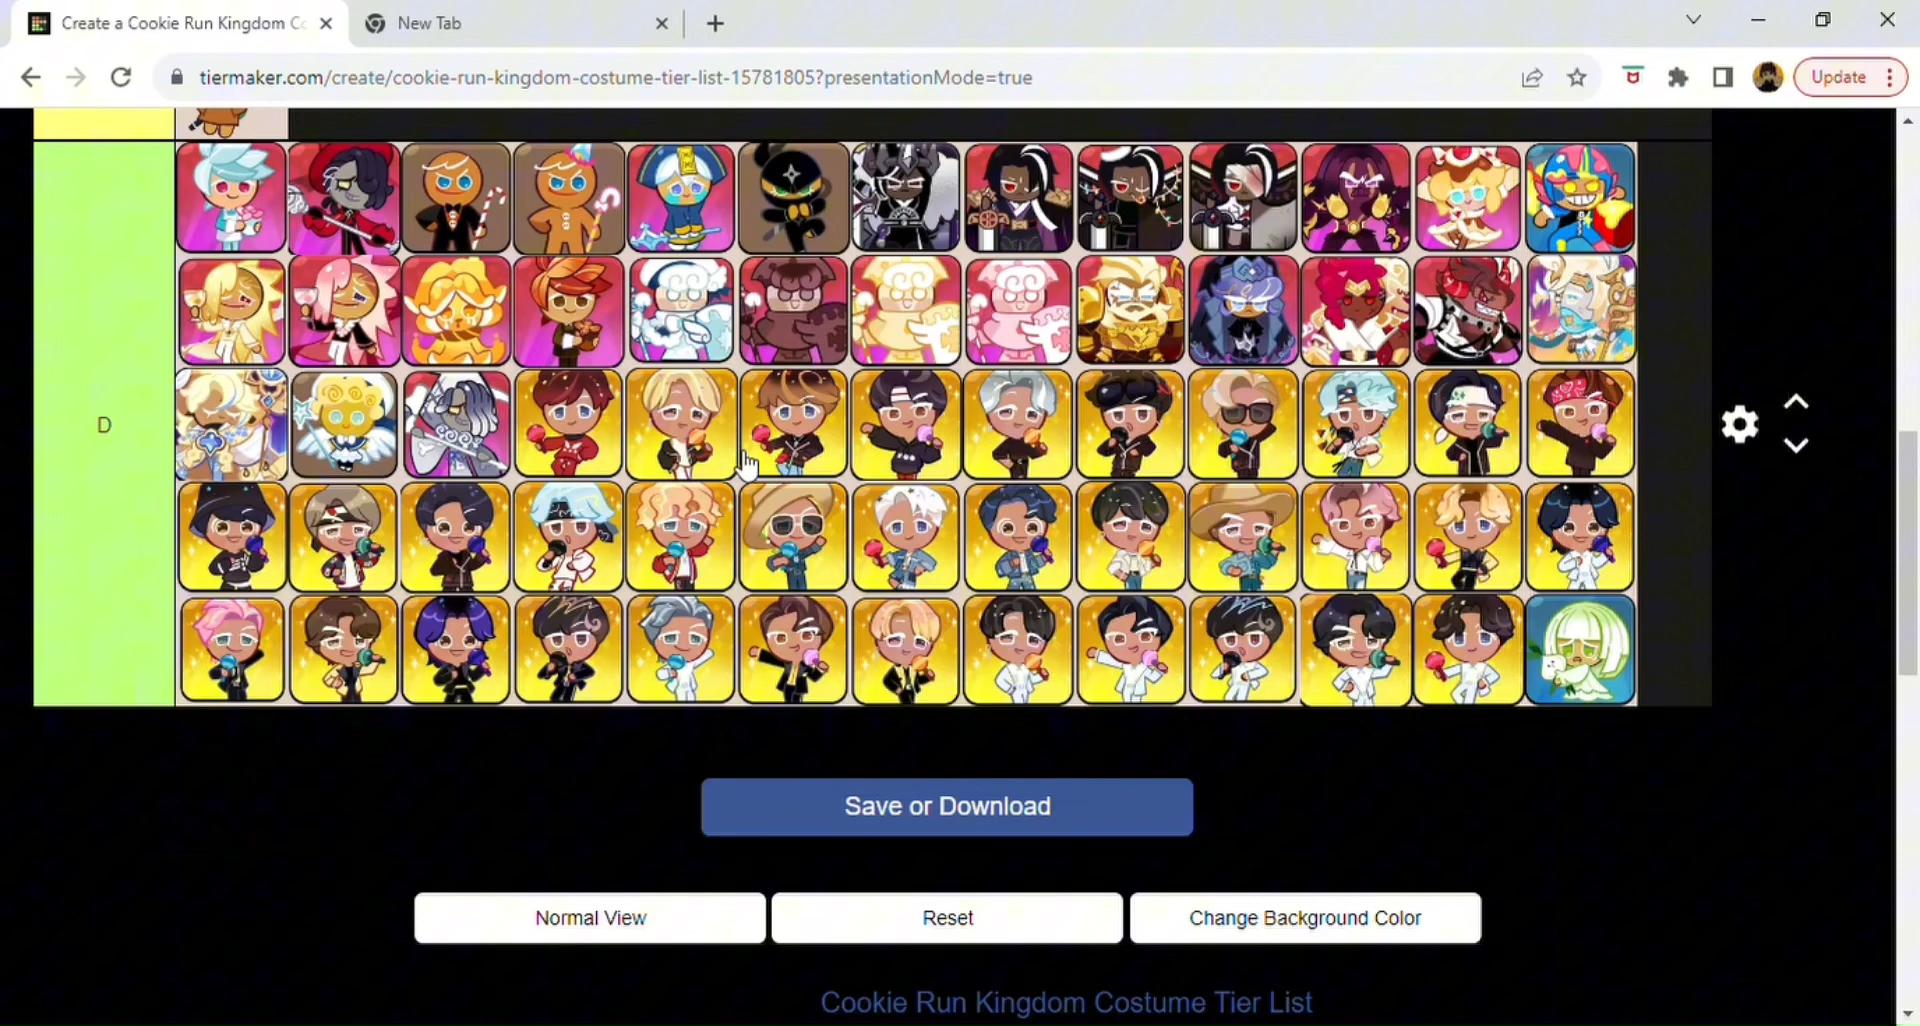 Create a Cookie Run Kingdom Co
New Tab
tiermaker.com/create/cookie-run-kingdom-costume-tier-list-15781805?presentationMode=true
Update
D
Save or Download
Normal View
Reset
Change Background Color
Cookie Run Kingdom Costume Tier List